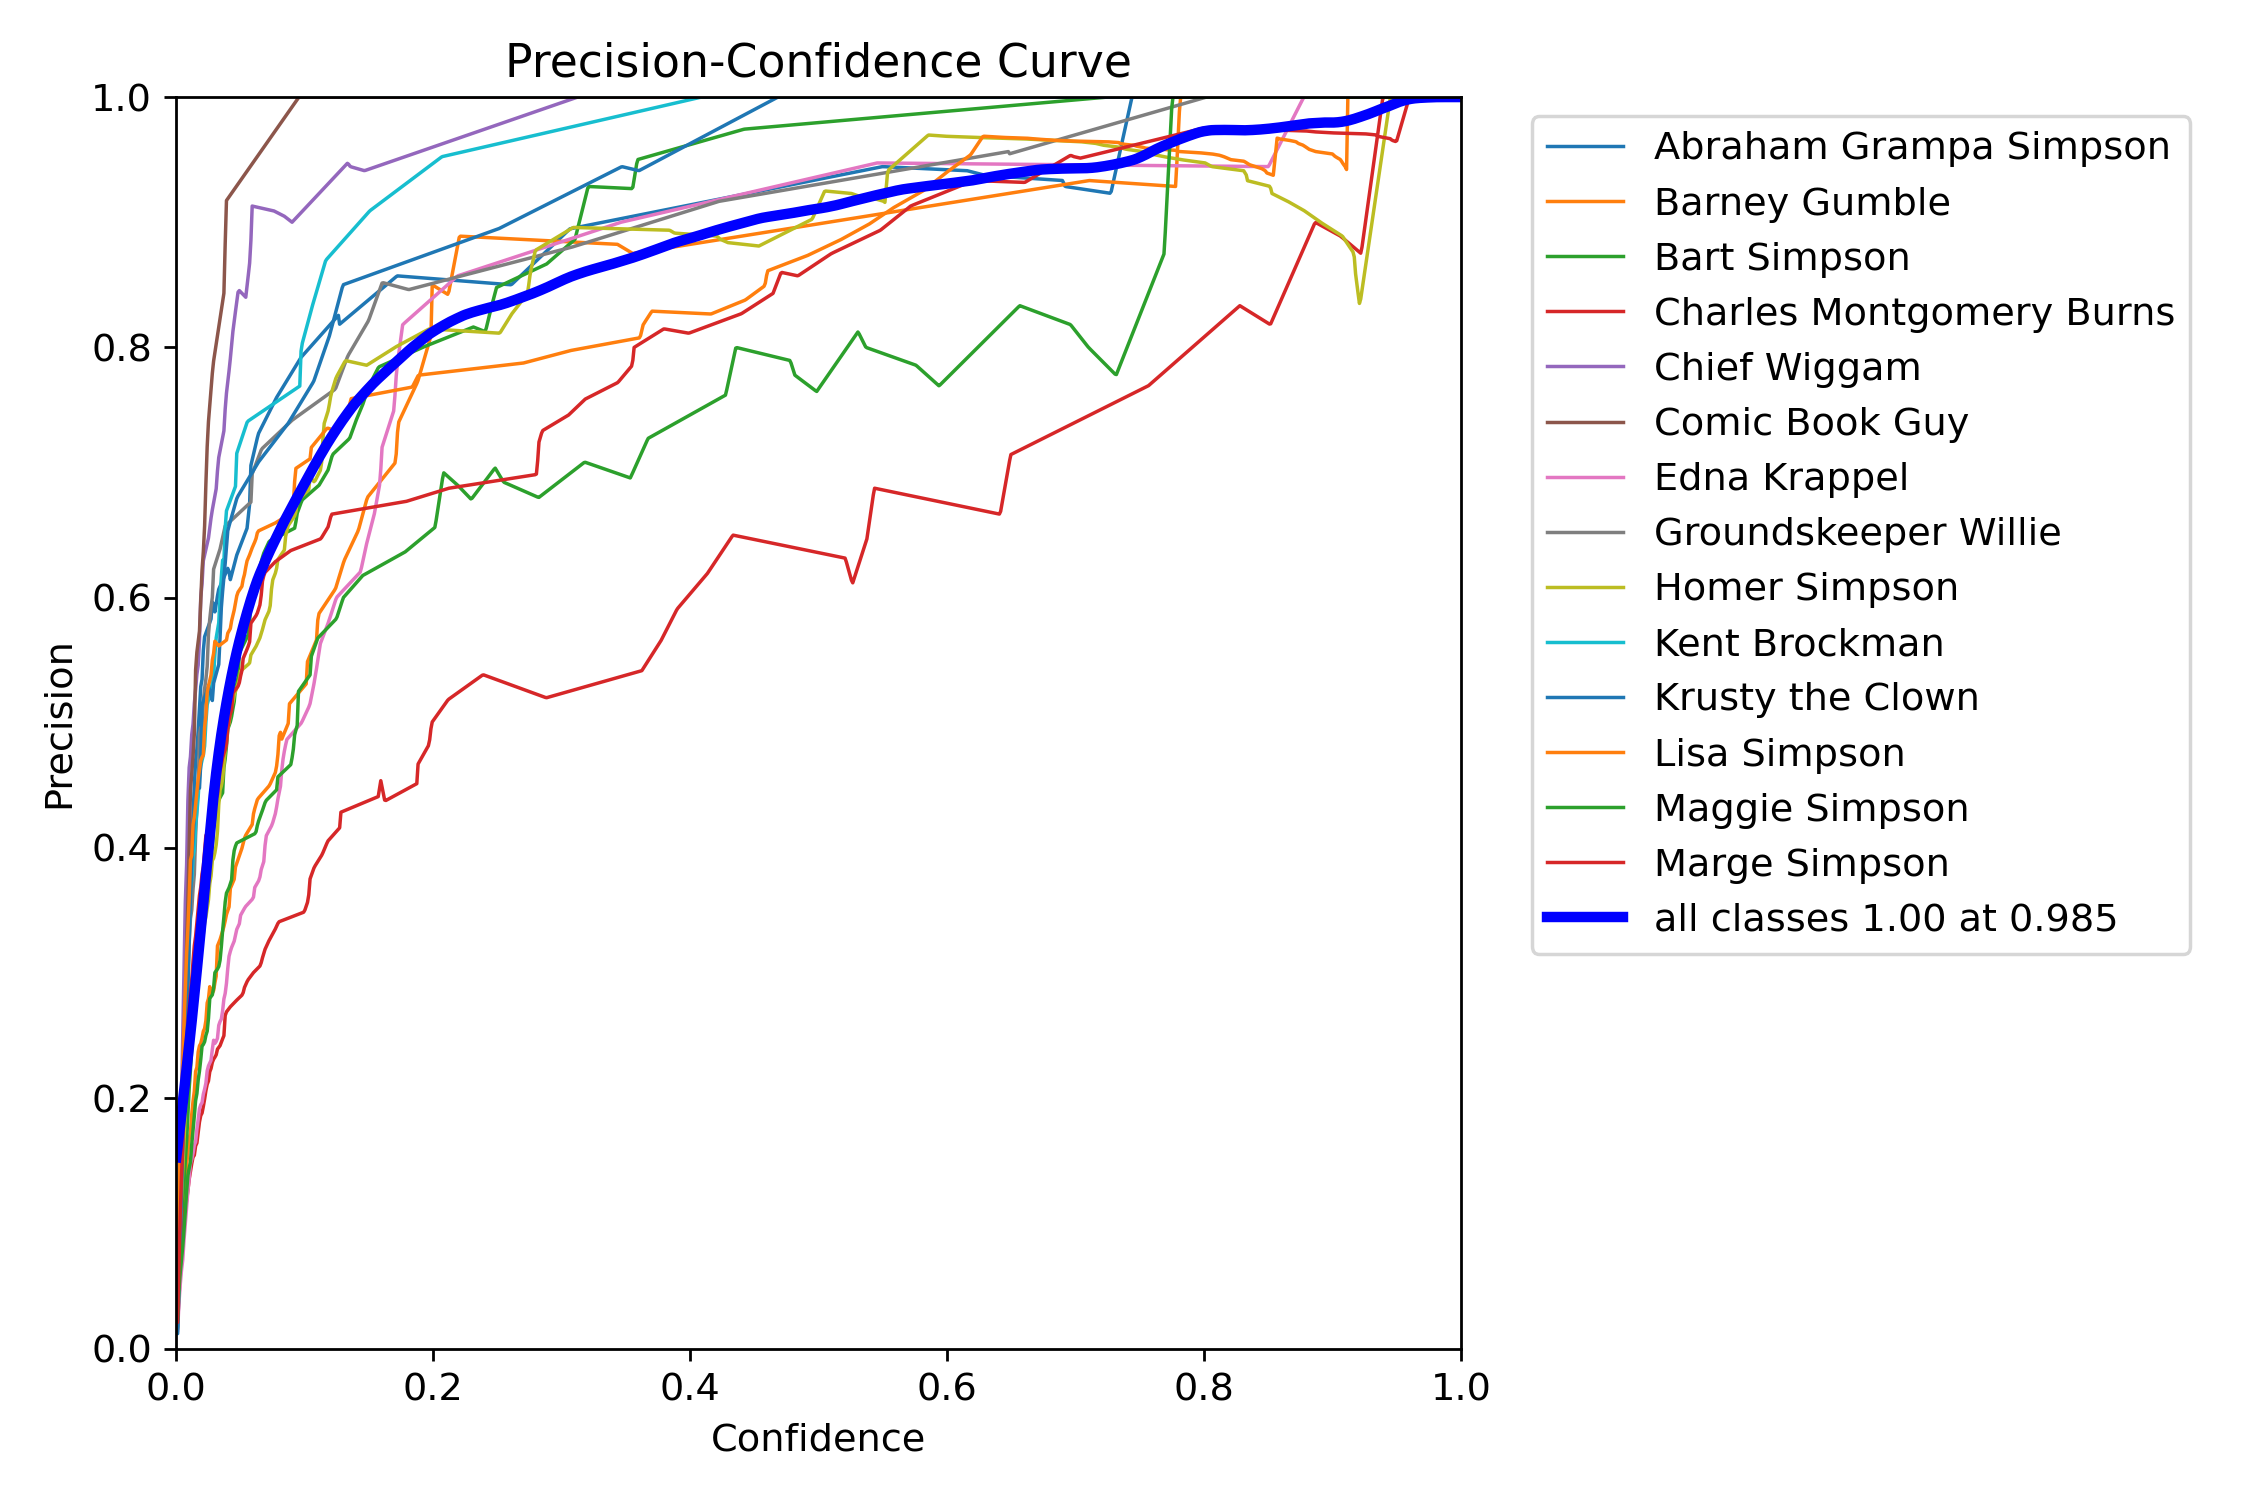 Precision-Confidence Curve
1.0
0.8
0.6
0.4
0.2
0.0
Precision
0.0 0.2 0.4 0.6 0.8 1.0
Confidence
Abraham Grampa Simpson
Barney Gumble
Bart Simpson
Charles Montgomery Burns
Chief Wiggam
Comic Book Guy
Edna Krappel
Groundskeeper Willie
Homer Simpson
Kent Brockman
Krusty the Clown
Lisa Simpson
Maggie Simpson
Marge Simpson
all classes 1.00 at 0.985